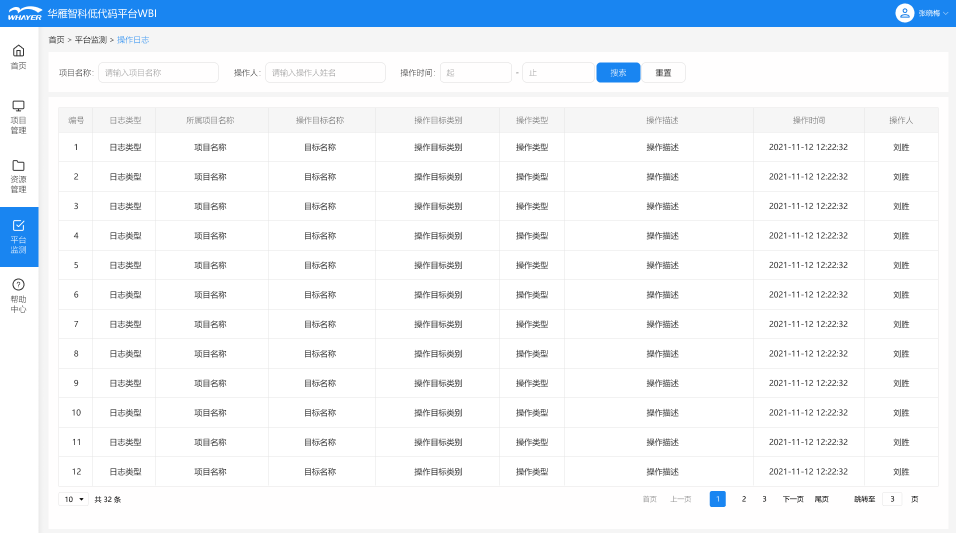 WHAYER 华雁智科低代码平台WBI 张晓梅
首页
项目
管理
资源
管理
平台
监测
帮助
中心
首页 > 平台监测 > 操作日志
项目名称: 请输入项目名称 操作人: 请输入操作人姓名 操作时间: 起 - 止 搜索 重置
编号 日志类型 所属项目名称 操作目标名称 操作目标类别 操作类型 操作描述 操作时间 操作人
1 日志类型 项目名称 目标名称 操作目标类别 操作类型 操作描述 2021-11-12 12:22:32 刘胜
2 日志类型 项目名称 目标名称 操作目标类别 操作类型 操作描述 2021-11-12 12:22:32 刘胜
3 日志类型 项目名称 目标名称 操作目标类别 操作类型 操作描述 2021-11-12 12:22:32 刘胜
4 日志类型 项目名称 目标名称 操作目标类别 操作类型 操作描述 2021-11-12 12:22:32 刘胜
5 日志类型 项目名称 目标名称 操作目标类别 操作类型 操作描述 2021-11-12 12:22:32 刘胜
6 日志类型 项目名称 目标名称 操作目标类别 操作类型 操作描述 2021-11-12 12:22:32 刘胜
7 日志类型 项目名称 目标名称 操作目标类别 操作类型 操作描述 2021-11-12 12:22:32 刘胜
8 日志类型 项目名称 目标名称 操作目标类别 操作类型 操作描述 2021-11-12 12:22:32 刘胜
9 日志类型 项目名称 目标名称 操作目标类别 操作类型 操作描述 2021-11-12 12:22:32 刘胜
10 日志类型 项目名称 目标名称 操作目标类别 操作类型 操作描述 2021-11-12 12:22:32 刘胜
11 日志类型 项目名称 目标名称 操作目标类别 操作类型 操作描述 2021-11-12 12:22:32 刘胜
12 日志类型 项目名称 目标名称 操作目标类别 操作类型 操作描述 2021-11-12 12:22:32 刘胜
10 共 32 条 首页 上一页 1 2 3 下一页 尾页 跳转至 3 页